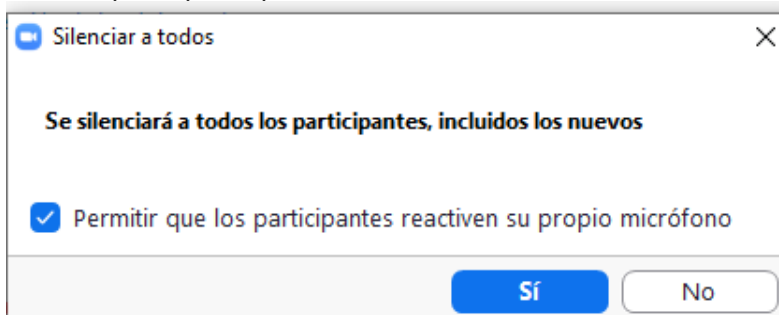 Silenciar a todos
Se silenciará a todos los participantes, incluidos los nuevos
Permitir que los participantes reactiven su propio micrófono
Sí No